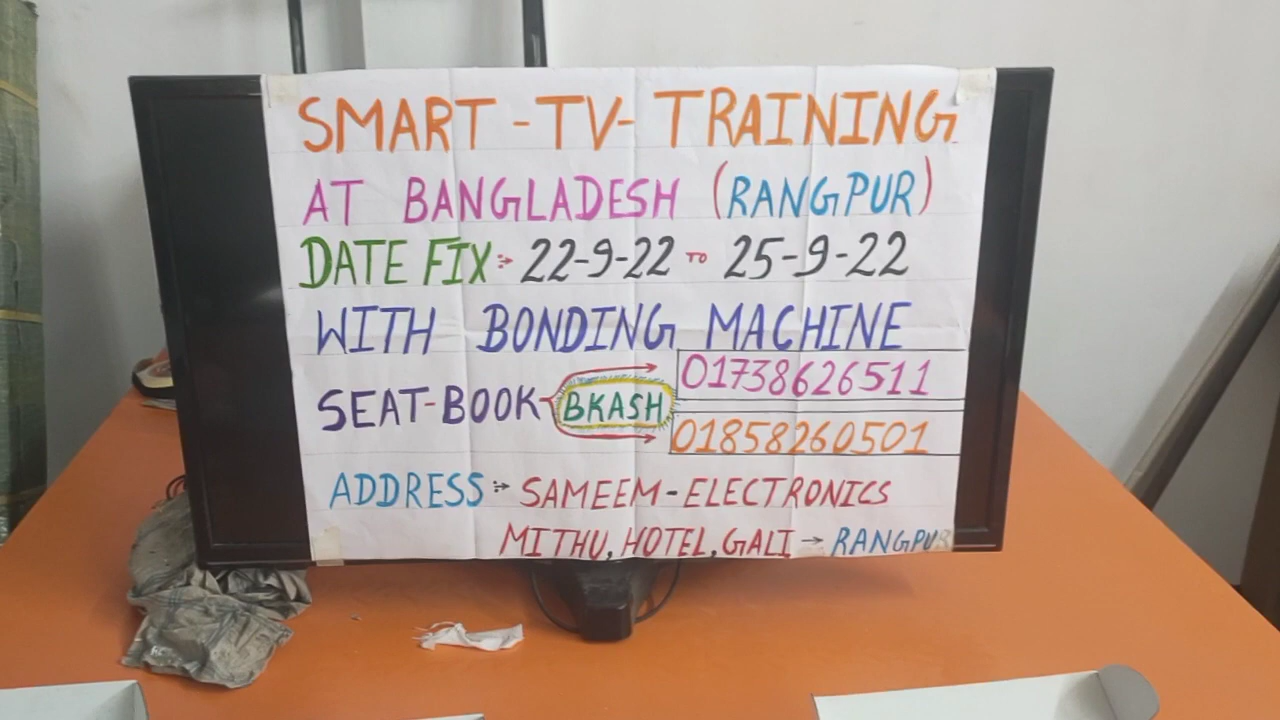 SMART-TV-TRAINING
AT BANGLADESH (RANGPUR)
DATE FIX:- 22-9-22 TO 25-9-22
WITH BONDING MACHINE
SEAT-BOOK BKASH 01738626511
01858260501
ADDRESS:- SAMEEM-ELECTRONICS
MITHU, HOTEL, GALI → RANGPUR